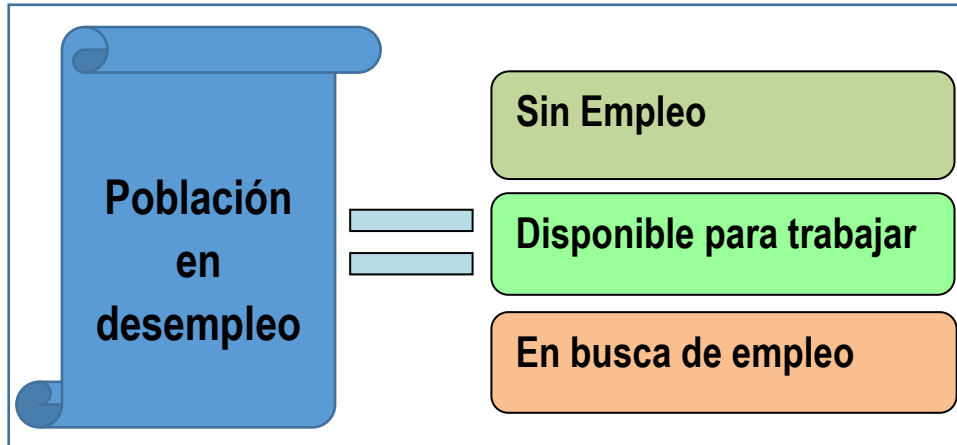 Población
en
desempleo
Sin Empleo
Disponible para trabajar
En busca de empleo